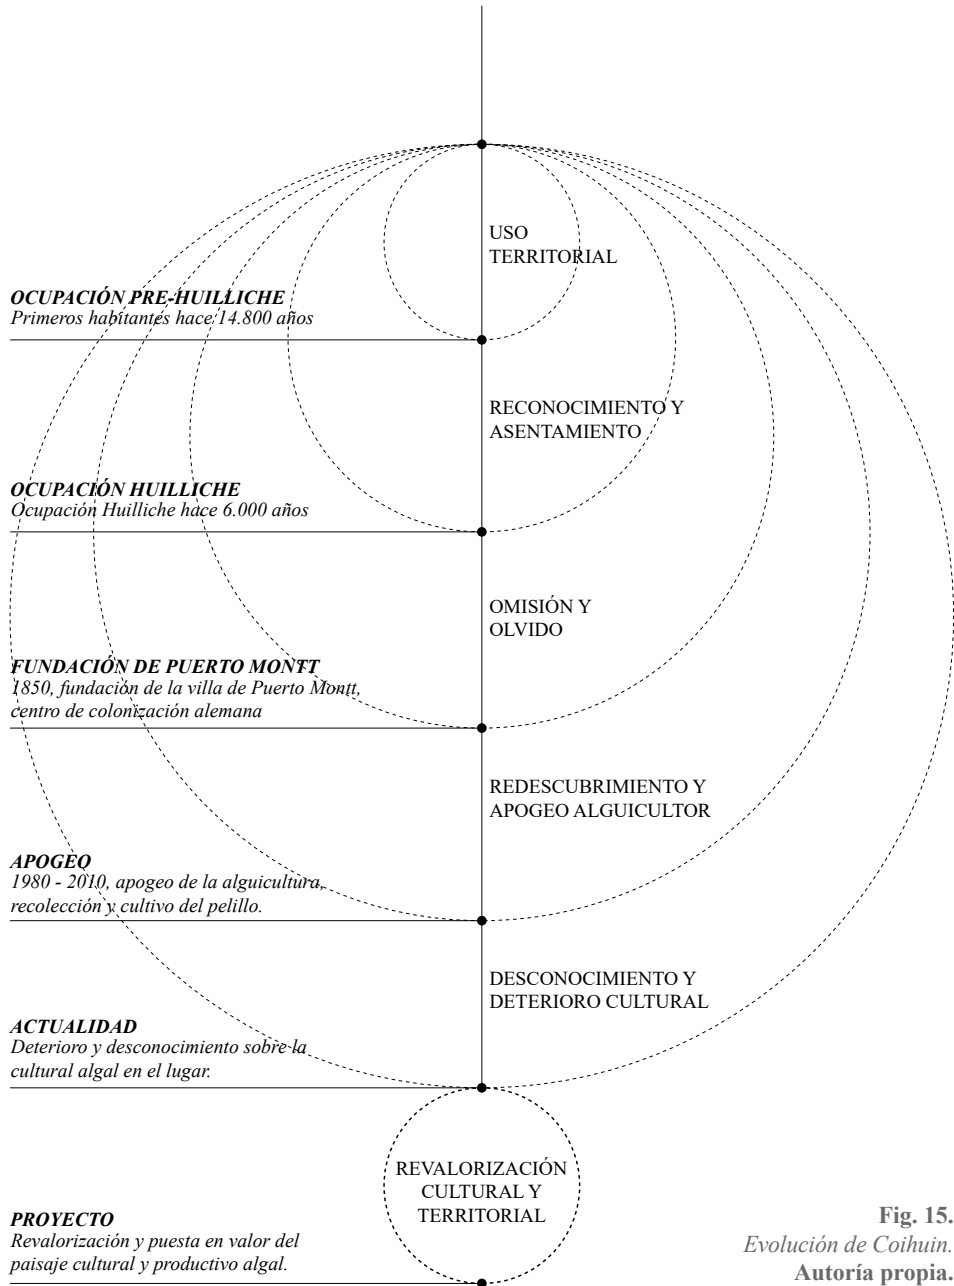 USO
TERRITORIAL
OCUPACIÓN PRE-HUILLICHE
Primeros habitantes hace 14.800 años
RECONOCIMIENTO Y
ASENTAMIENTO
OCUPACIÓN HUILLICHE
Ocupación Huilliche hace 6.000 años
OMISIÓN Y
OLVIDO
FUNDACIÓN DE PUERTO MONTT
1850, fundación de la villa de Puerto Montt,
centro de colonización alemana
REDESCUBRIMIENTO Y
APOGEO ALGUICULTOR
APOGEO
1980 - 2010, apogeo de la alguicultura,
recolección y cultivo del pelillo.
DESCONOCIMIENTO Y
DETERIORO CULTURAL
ACTUALIDAD
Deterioro y desconocimiento sobre la
cultural algal en el lugar.
REVALORIZACIÓN
CULTURAL Y
TERRITORIAL
PROYECTO
Revalorización y puesta en valor del
paisaje cultural y productivo algal.
Fig. 15.
Evolución de Coihuin.
Autoría propia.